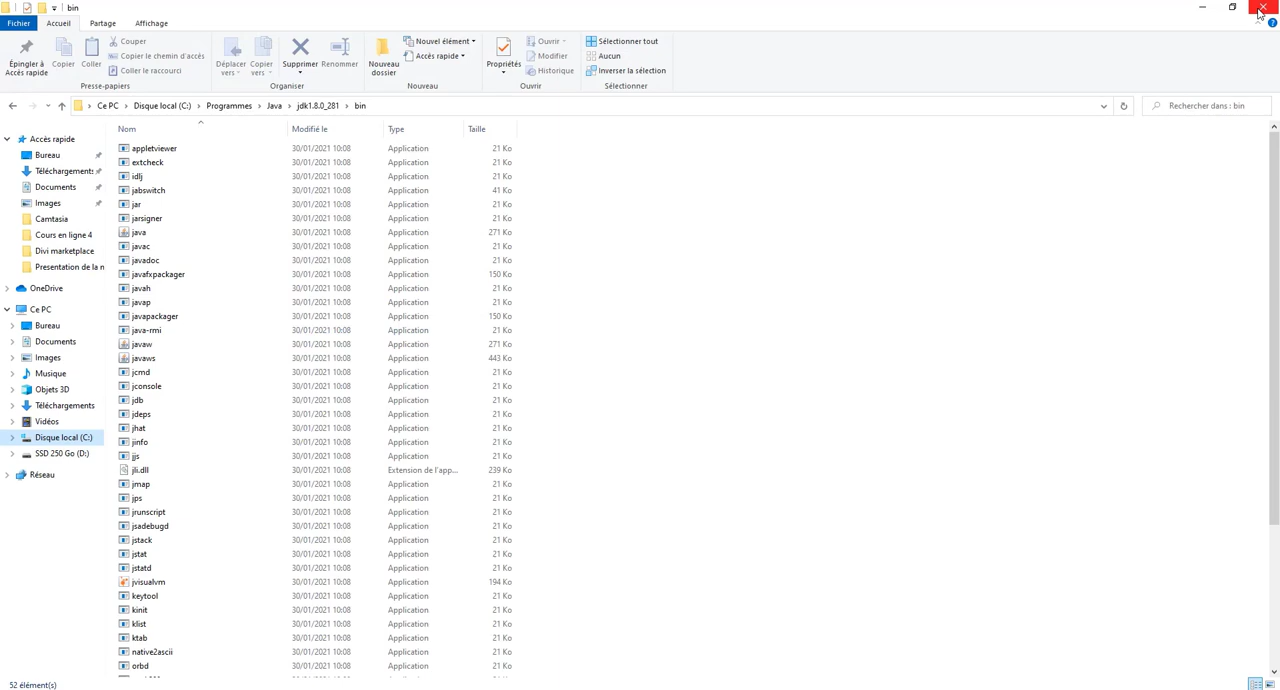 bin
Fichier Accueil Partage Affichage
Épingler à Accès rapide
Copier
Coller
Couper
Copier le chemin d'accès
Coller le raccourci
Presse-papiers
Déplacer vers
Copier vers
Supprimer
Renommer
Organiser
Nouveau dossier
Nouvel élément
Accès rapide
Nouveau
Propriétés
Ouvrir
Modifier
Historique
Ouvrir
Sélectionner tout
Aucun
Inverser la sélection
Sélectionner
Ce PC > Disque local (C:) > Programmes > Java > jdk1.8.0_281 > bin
Rechercher dans : bin
Accès rapide
Bureau
Téléchargements
Documents
Images
Camtasia
Cours en ligne 4
Divi marketplace
Presentation de la n
OneDrive
Ce PC
Bureau
Documents
Images
Musique
Objets 3D
Téléchargements
Vidéos
Disque local (C:)
SSD 250 Go (D:)
Réseau
Nom Modifié le Type Taille
appletviewer 30/01/2021 10:08 Application 21 Ko
extcheck 30/01/2021 10:08 Application 21 Ko
idlj 30/01/2021 10:08 Application 21 Ko
jabswitch 30/01/2021 10:08 Application 41 Ko
jar 30/01/2021 10:08 Application 21 Ko
jarsigner 30/01/2021 10:08 Application 21 Ko
java 30/01/2021 10:08 Application 271 Ko
javac 30/01/2021 10:08 Application 21 Ko
javadoc 30/01/2021 10:08 Application 21 Ko
javafxpackager 30/01/2021 10:08 Application 150 Ko
javah 30/01/2021 10:08 Application 21 Ko
javap 30/01/2021 10:08 Application 21 Ko
javapackager 30/01/2021 10:08 Application 150 Ko
java-rmi 30/01/2021 10:08 Application 21 Ko
javaw 30/01/2021 10:08 Application 271 Ko
javaws 30/01/2021 10:08 Application 443 Ko
jcmd 30/01/2021 10:08 Application 21 Ko
jconsole 30/01/2021 10:08 Application 21 Ko
jdb 30/01/2021 10:08 Application 21 Ko
jdeps 30/01/2021 10:08 Application 21 Ko
jhat 30/01/2021 10:08 Application 21 Ko
jinfo 30/01/2021 10:08 Application 21 Ko
jjs 30/01/2021 10:08 Application 21 Ko
jli.dll 30/01/2021 10:08 Extension de l'app... 239 Ko
jmap 30/01/2021 10:08 Application 21 Ko
jps 30/01/2021 10:08 Application 21 Ko
jrunscript 30/01/2021 10:08 Application 21 Ko
jsadebugd 30/01/2021 10:08 Application 21 Ko
jstack 30/01/2021 10:08 Application 21 Ko
jstat 30/01/2021 10:08 Application 21 Ko
jstatd 30/01/2021 10:08 Application 21 Ko
jvisualvm 30/01/2021 10:08 Application 194 Ko
keytool 30/01/2021 10:08 Application 21 Ko
kinit 30/01/2021 10:08 Application 21 Ko
klist 30/01/2021 10:08 Application 21 Ko
ktab 30/01/2021 10:08 Application 21 Ko
native2ascii 30/01/2021 10:08 Application 21 Ko
orbd 30/01/2021 10:08 Application 21 Ko
52 élément(s)